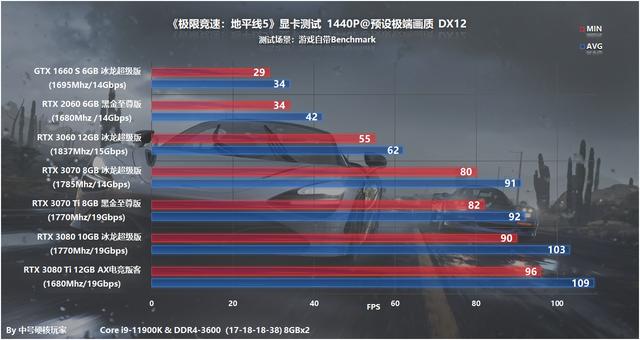 《极限竞速：地平线5》显卡测试 1440P@预设极端画质 DX12
测试场景：游戏自带Benchmark
MIN
AVG
GTX 1660 S 6GB 冰龙超级版
(1695Mhz/14Gbps)
29
34
RTX 2060 6GB 黑金至尊版
(1680Mhz /14Gbps)
34
42
RTX 3060 12GB 冰龙超级版
(1837Mhz/15Gbps)
55
62
RTX 3070 8GB 冰龙超级版
(1785Mhz/14Gbps)
80
91
RTX 3070 Ti 8GB 黑金至尊版
(1770Mhz/19Gbps)
82
92
RTX 3080 10GB 冰龙超级版
(1770Mhz/19Gbps)
90
103
RTX 3080 Ti 12GB AX电竞叛客
(1680Mhz/19Gbps)
96
109
0 20 40 60 80 100
FPS
By 中号硬核玩家
Core i9-11900K & DDR4-3600 (17-18-18-38) 8GBx2